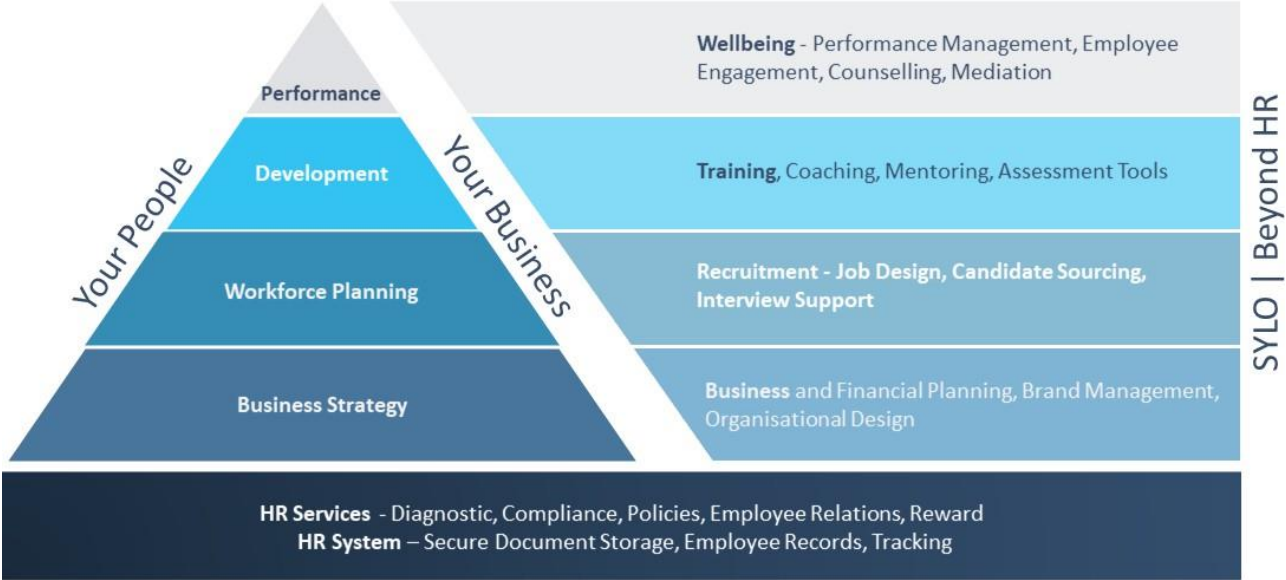 Performance
Wellbeing - Performance Management, Employee
Engagement, Counselling, Mediation
Development
Training, Coaching, Mentoring, Assessment Tools
Workforce Planning
Recruitment - Job Design, Candidate Sourcing,
Interview Support
Business Strategy
Business and Financial Planning, Brand Management,
Organisational Design
Your People
Your Business
SYLO | Beyond HR
HR Services - Diagnostic, Compliance, Policies, Employee Relations, Reward
HR System – Secure Document Storage, Employee Records, Tracking